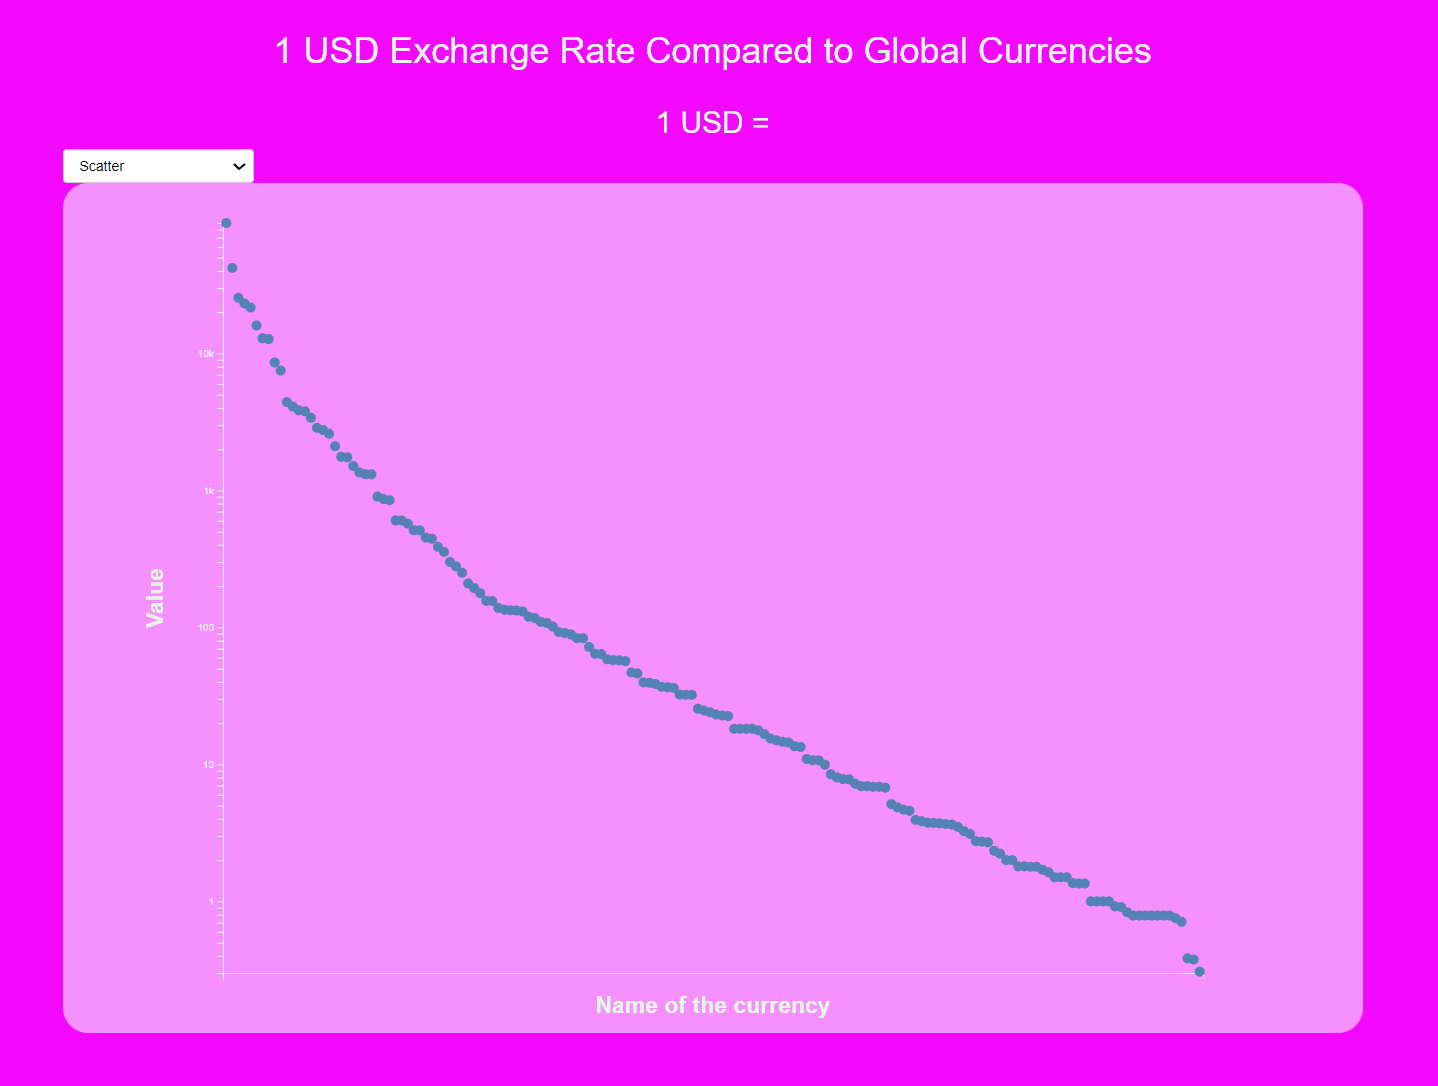 1 USD Exchange Rate Compared to Global Currencies
1 USD =
Scatter
10k
1k
100
10
1
Value
Name of the currency